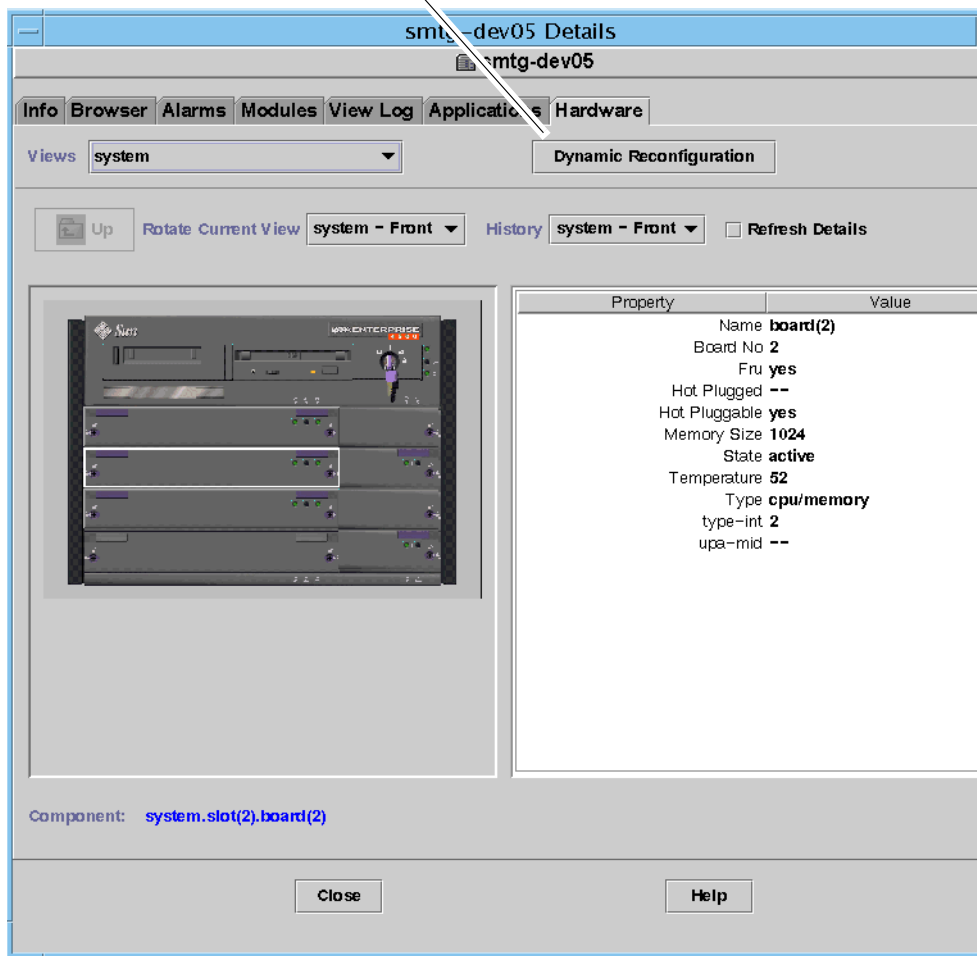 smtg-dev05 Details
smtg-dev05
Info Browser Alarms Modules View Log Applications Hardware
Views system Dynamic Reconfiguration
Up Rotate Current View system - Front History system - Front Refresh Details
Property Value
Name board(2)
Board No 2
Fru yes
Hot Plugged --
Hot Pluggable yes
Memory Size 1024
State active
Temperature 52
Type cpu/memory
type-int 2
upa-mid --
Sun
ENTERPRISE
Component: system.slot(2).board(2)
Close Help